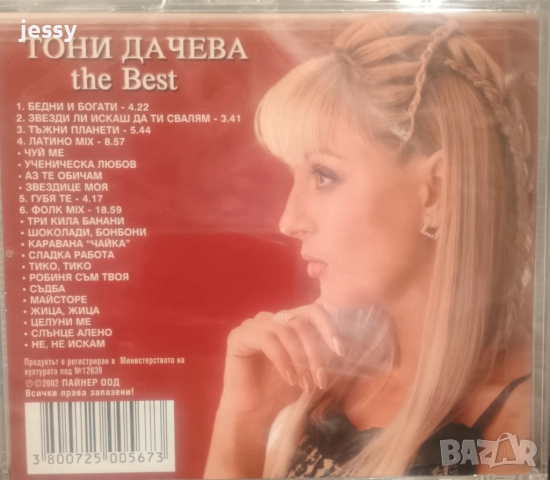 jessy
ТОНИ ДАЧЕВА
the Best
1. БЕДНИ И БОГАТИ - 4.22
2. ЗВЕЗДИ ЛИ ИСКАШ ДА ТИ СВАЛЯМ - 3.41
3. ТЪЖНИ ПЛАНЕТИ - 5.44
4. ЛАТИНО MIX - 8.57
• ЧУЙ МЕ
• УЧЕНИЧЕСКА ЛЮБОВ
• АЗ ТЕ ОБИЧАМ
• ЗВЕЗДИЦЕ МОЯ
5. ГУБЯ ТЕ - 4.17
6. ФОЛК MIX - 18.59
• ТРИ КИЛА БАНАНИ
• ШОКОЛАДИ, БОНБОНИ
• КАРАВАНА "ЧАЙКА"
• СЛАДКА РАБОТА
• ТИКО, ТИКО
• РОБИНЯ СЪМ ТВОЯ
• СЪДБА
• МАЙСТОРЕ
• ЖИЦА, ЖИЦА
• ЦЕЛУНИ МЕ
• СЛЪНЦЕ АЛЕНО
• НЕ, НЕ ИСКАМ
Продуктът е регистриран в Министерството на
културата под №12839
℗©2002 ПАЙНЕР ООД
Всички права запазени!
3 800725 005673
BAZAR